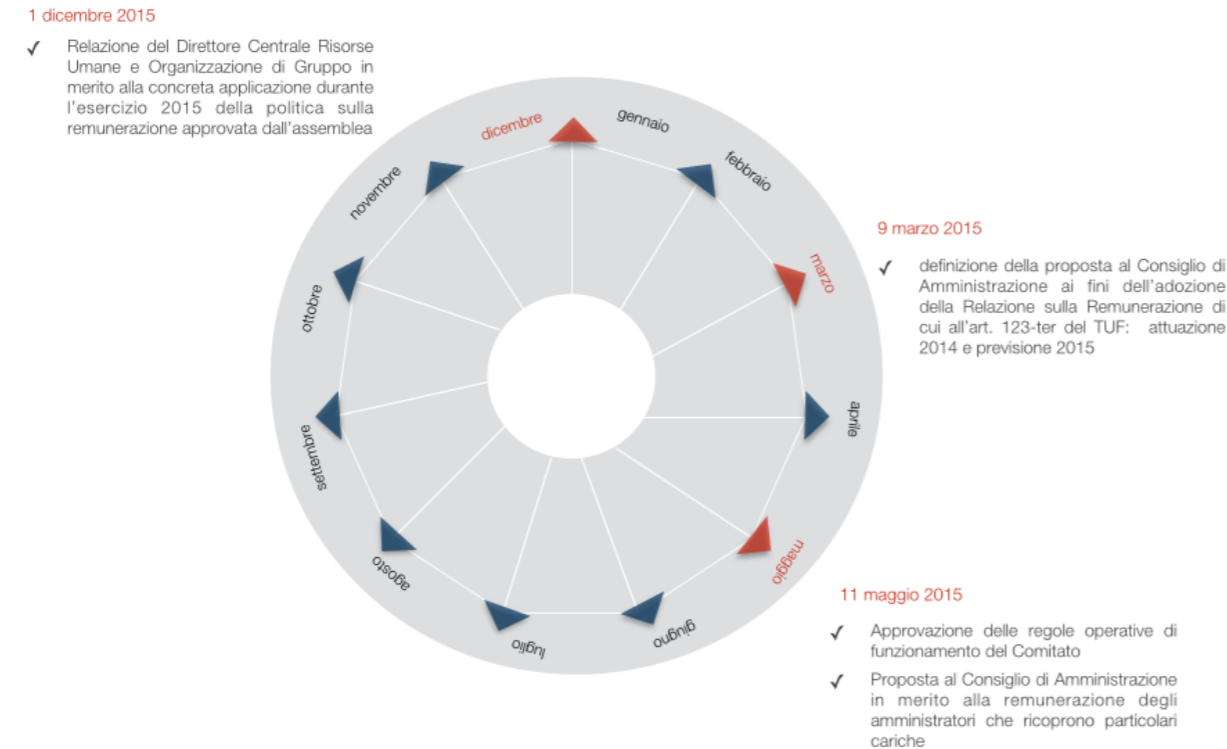 1 dicembre 2015
✓ Relazione del Direttore Centrale Risorse
Umane e Organizzazione di Gruppo in
merito alla concreta applicazione durante
l'esercizio 2015 della politica sulla
remunerazione approvata dall'assemblea
dicembre
gennaio
febbraio
marzo
aprile
maggio
giugno
luglio
agosto
settembre
ottobre
novembre
9 marzo 2015
✓ definizione della proposta al Consiglio di
Amministrazione ai fini dell'adozione
della Relazione sulla Remunerazione di
cui all'art. 123-ter del TUF: attuazione
2014 e previsione 2015
11 maggio 2015
✓ Approvazione delle regole operative di
funzionamento del Comitato
✓ Proposta al Consiglio di Amministrazione
in merito alla remunerazione degli
amministratori che ricoprono particolari
cariche